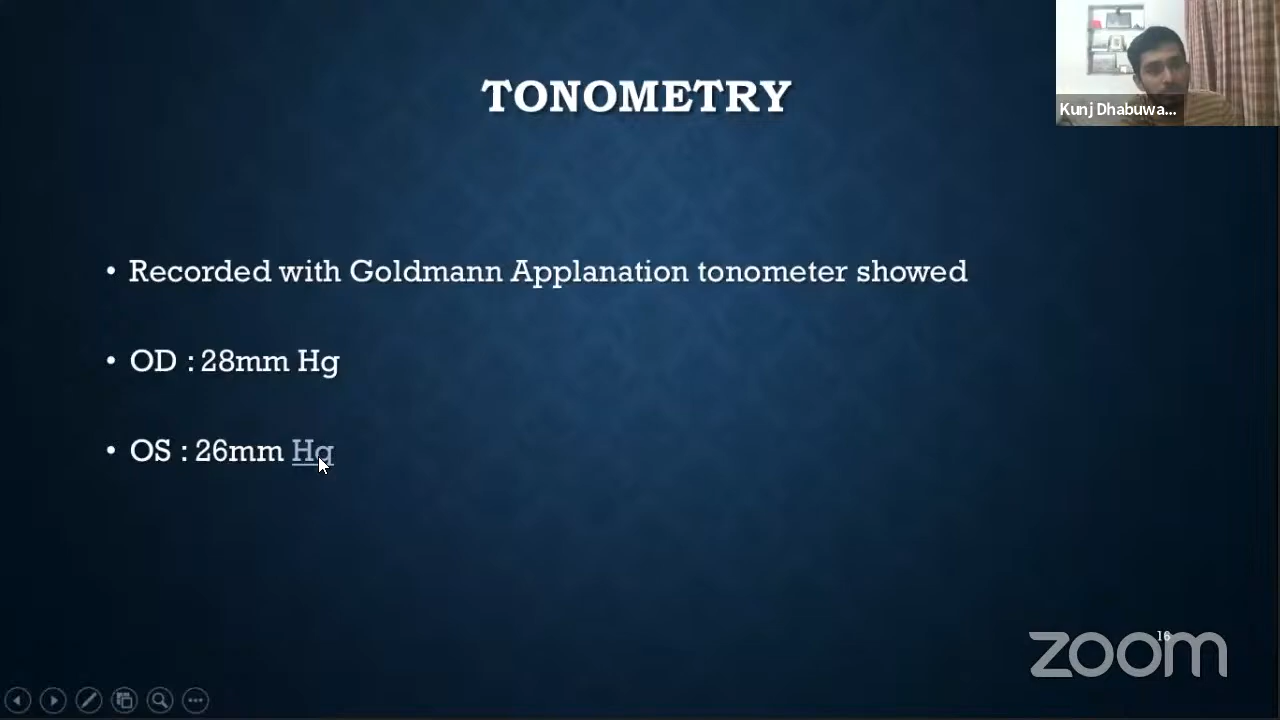 TONOMETRY
Kunj Dhabuwa...
• Recorded with Goldmann Applanation tonometer showed
• OD : 28mm Hg
• OS : 26mm Hg
16
zoom